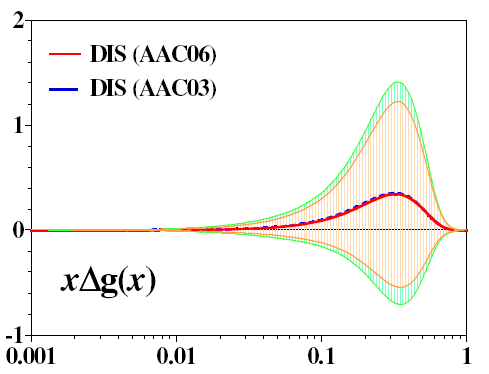 2
DIS (AAC06)
DIS (AAC03)
1
0
xΔg(x)
-1
0.001 0.01 0.1 1